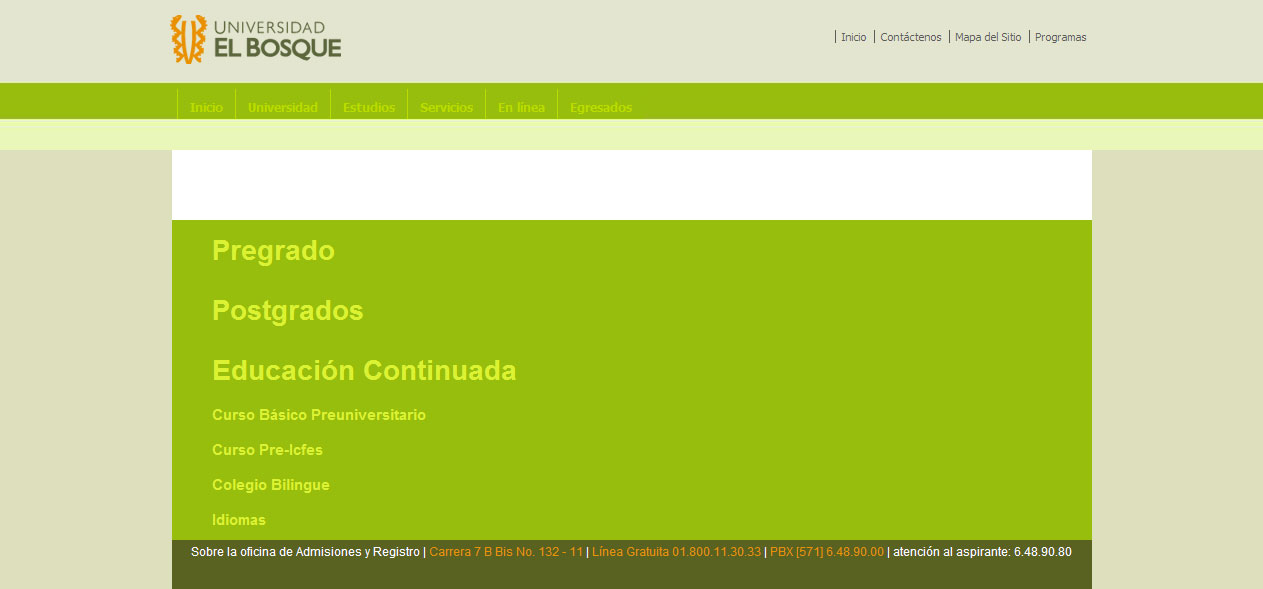 UNIVERSIDAD
EL BOSQUE
| Inicio | Contáctenos | Mapa del Sitio | Programas
Inicio | Universidad | Estudios | Servicios | En línea | Egresados
Pregrado
Postgrados
Educación Continuada
Curso Básico Preuniversitario
Curso Pre-Icfes
Colegio Bilingue
Idiomas
Sobre la oficina de Admisiones y Registro | Carrera 7 B Bis No. 132 - 11 | Línea Gratuita 01.800.11.30.33 | PBX [571] 6.48.90.00 | atención al aspirante: 6.48.90.80